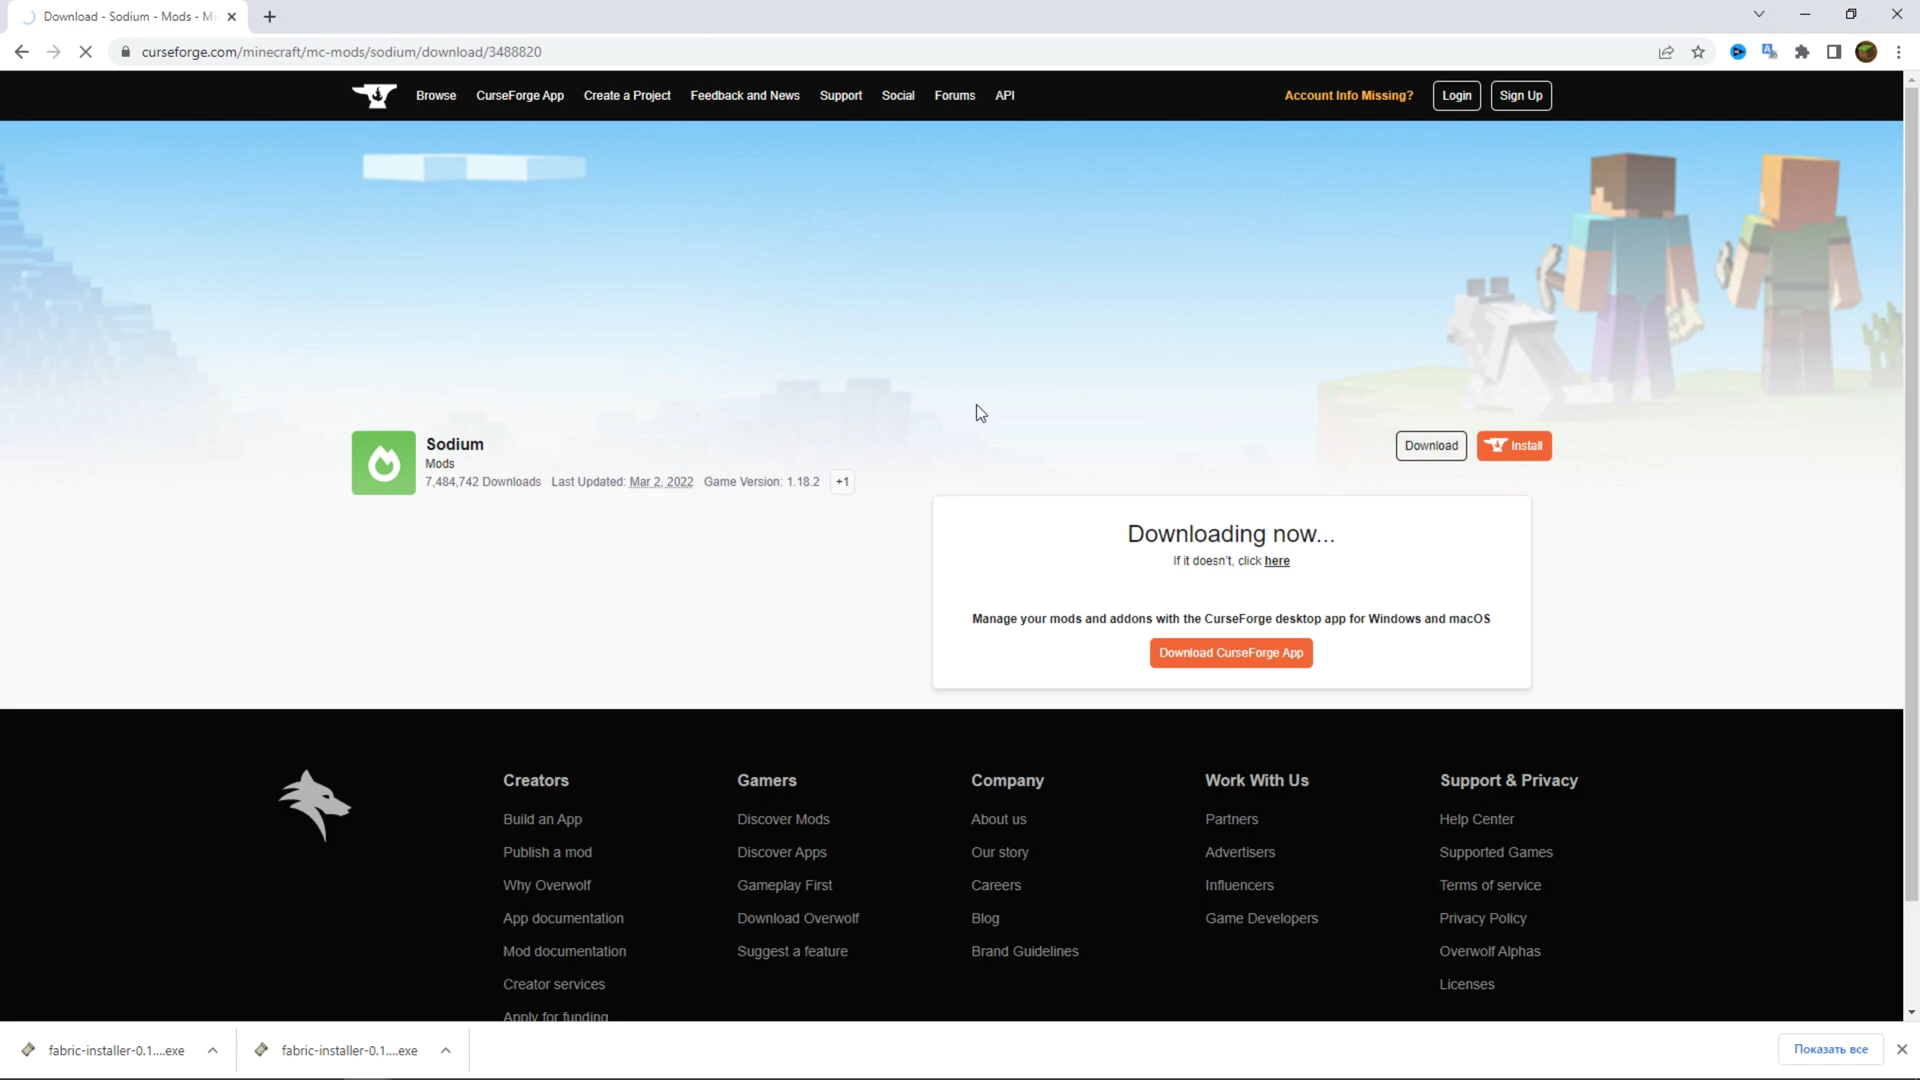 Download - Sodium - Mods - Mi
curseforge.com/minecraft/mc-mods/sodium/download/3488820
Browse CurseForge App Create a Project Feedback and News Support Social Forums API Account Info Missing? Login Sign Up
Sodium
Mods
7,484,742 Downloads Last Updated: Mar 2, 2022 Game Version: 1.18.2 +1
Download Install
Downloading now...
If it doesn't, click here
Manage your mods and addons with the CurseForge desktop app for Windows and macOS
Download CurseForge App
Creators
Build an App
Publish a mod
Why Overwolf
App documentation
Mod documentation
Creator services
Apply for funding
Gamers
Discover Mods
Discover Apps
Gameplay First
Download Overwolf
Suggest a feature
Company
About us
Our story
Careers
Blog
Brand Guidelines
Work With Us
Partners
Advertisers
Influencers
Game Developers
Support & Privacy
Help Center
Supported Games
Terms of service
Privacy Policy
Overwolf Alphas
Licenses
fabric-installer-0.1....exe fabric-installer-0.1....exe Показать все